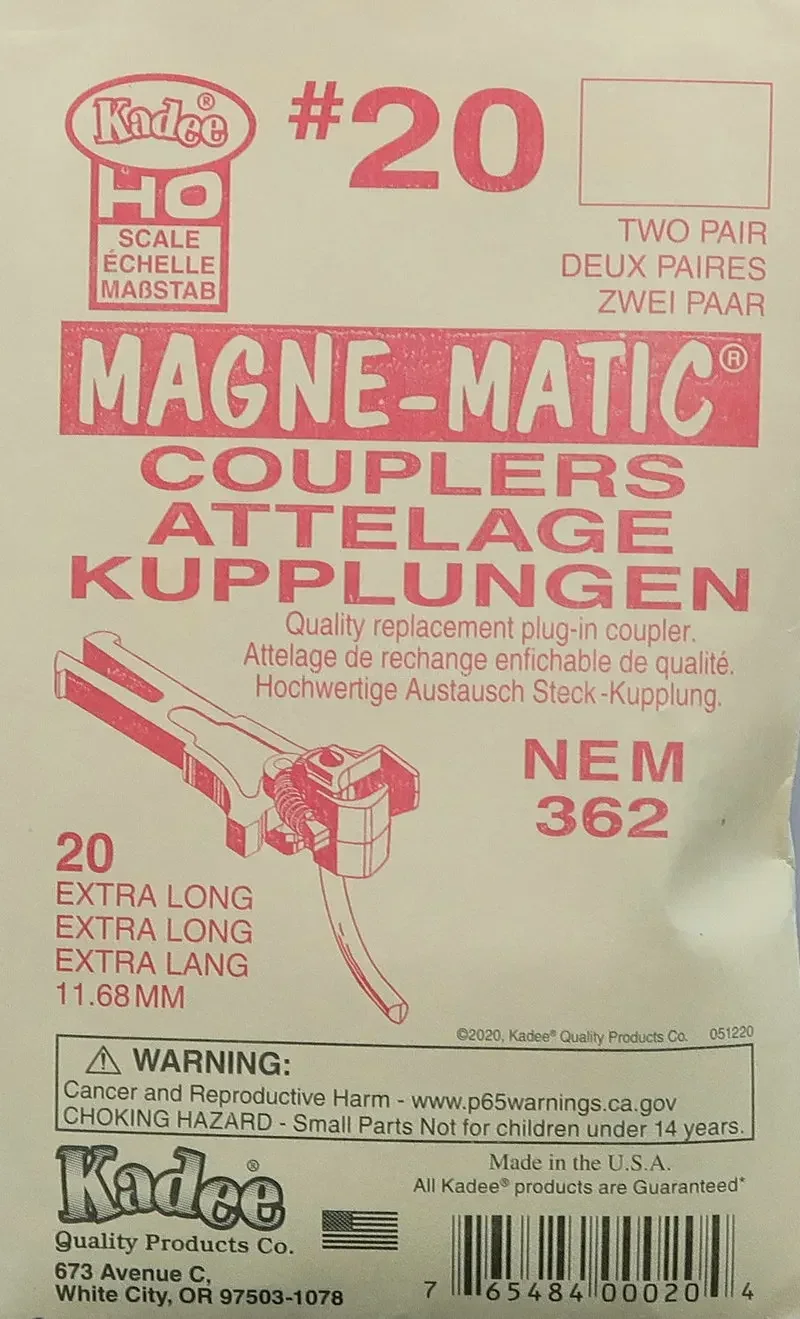 Kadee®
HO
SCALE
ÉCHELLE
MAßSTAB
#20
TWO PAIR
DEUX PAIRES
ZWEI PAAR
MAGNE-MATIC®
COUPLERS
ATTELAGE
KUPPLUNGEN
Quality replacement plug-in coupler.
Attelage de rechange enfichable de qualité.
Hochwertige Austausch Steck-Kupplung.
NEM
362
20
EXTRA LONG
EXTRA LONG
EXTRA LANG
11.68 MM
©2020, Kadee® Quality Products Co. 051220
⚠ WARNING:
Cancer and Reproductive Harm - www.p65warnings.ca.gov
CHOKING HAZARD - Small Parts Not for children under 14 years.
Kadee®
Quality Products Co.
673 Avenue C,
White City, OR 97503-1078
Made in the U.S.A.
All Kadee® products are Guaranteed*
7 65484 00020 4